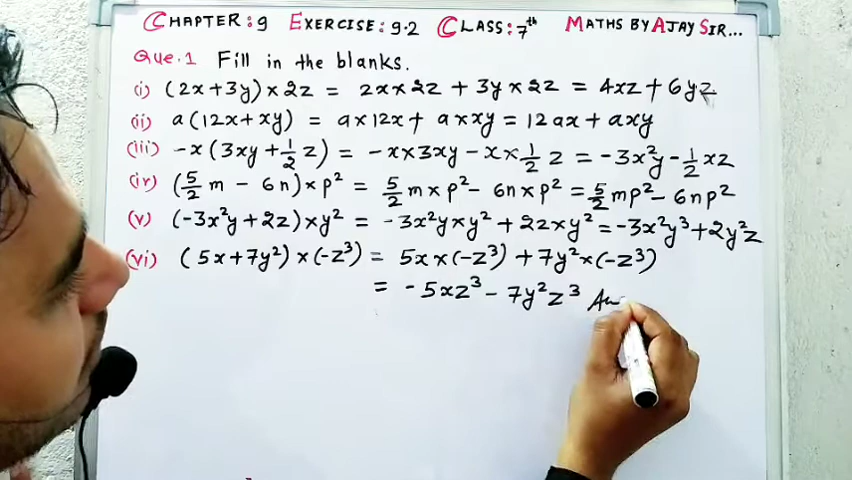 CHAPTER:9 EXERCISE:9.2 CLASS:7th MATHS BY AJAY SIR...
Que.1 Fill in the blanks.
(i) (2x+3y)×2z = 2x×2z + 3y×2z = 4xz + 6yz
(ii) a(12x+xy) = a×12x + a×xy = 12ax + axy
(iii) -x(3xy+1/2z) = -x×3xy - x×1/2 z = -3x²y - 1/2 xz
(iv) (5/2 m - 6n)×p² = 5/2 m×p² - 6n×p² = 5/2 mp² - 6np²
(v) (-3x²y+2z)×y² = -3x²y×y² + 2z×y² = -3x²y³+2y²z
(vi) (5x+7y²)×(-z³) = 5x×(-z³) + 7y²×(-z³)
= -5xz³ - 7y²z³